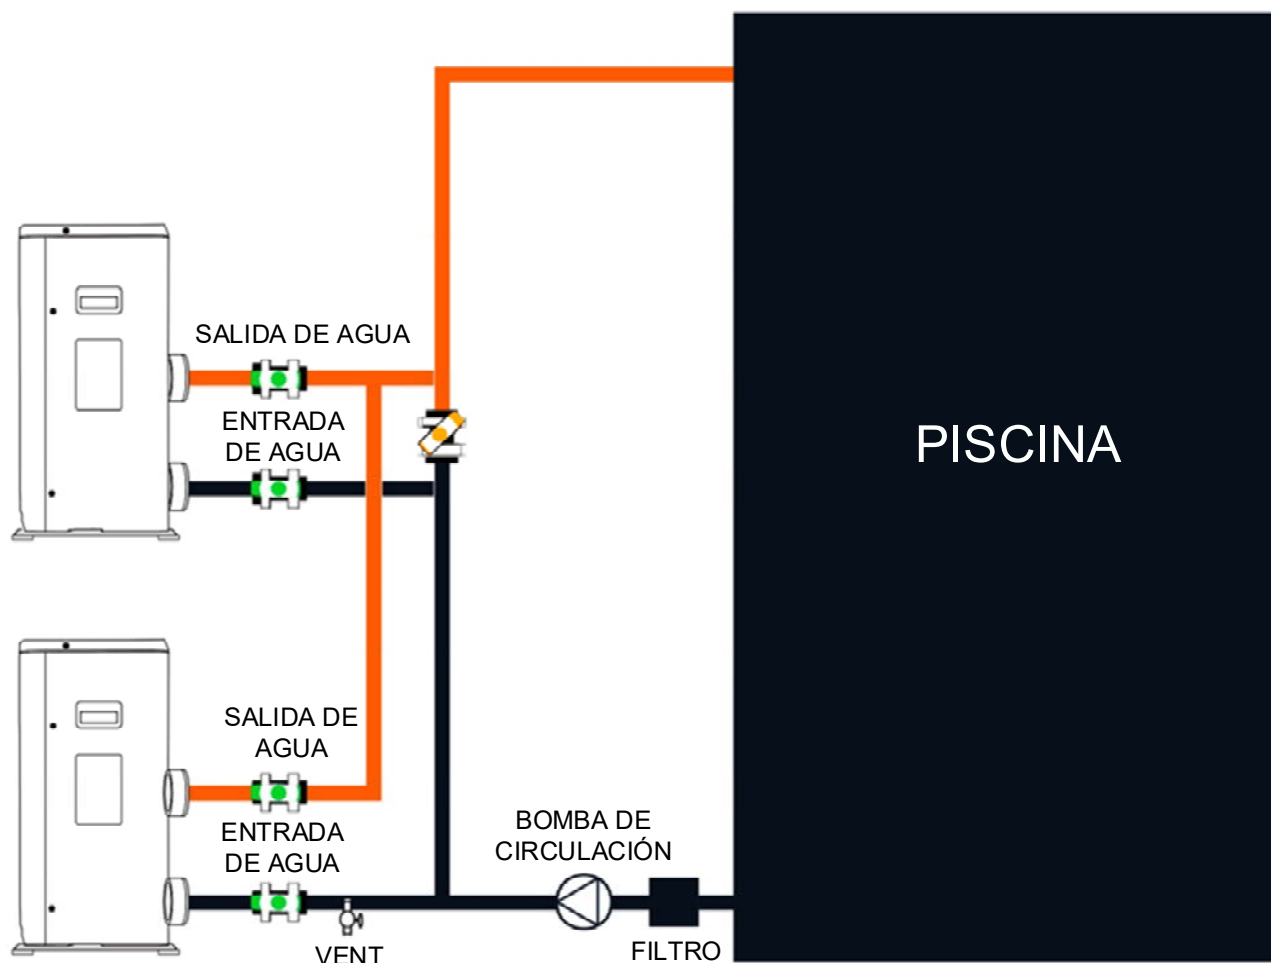 SALIDA DE AGUA
ENTRADA
DE AGUA
PISCINA
SALIDA DE
AGUA
ENTRADA
DE AGUA
BOMBA DE
CIRCULACIÓN
VENT
FILTRO